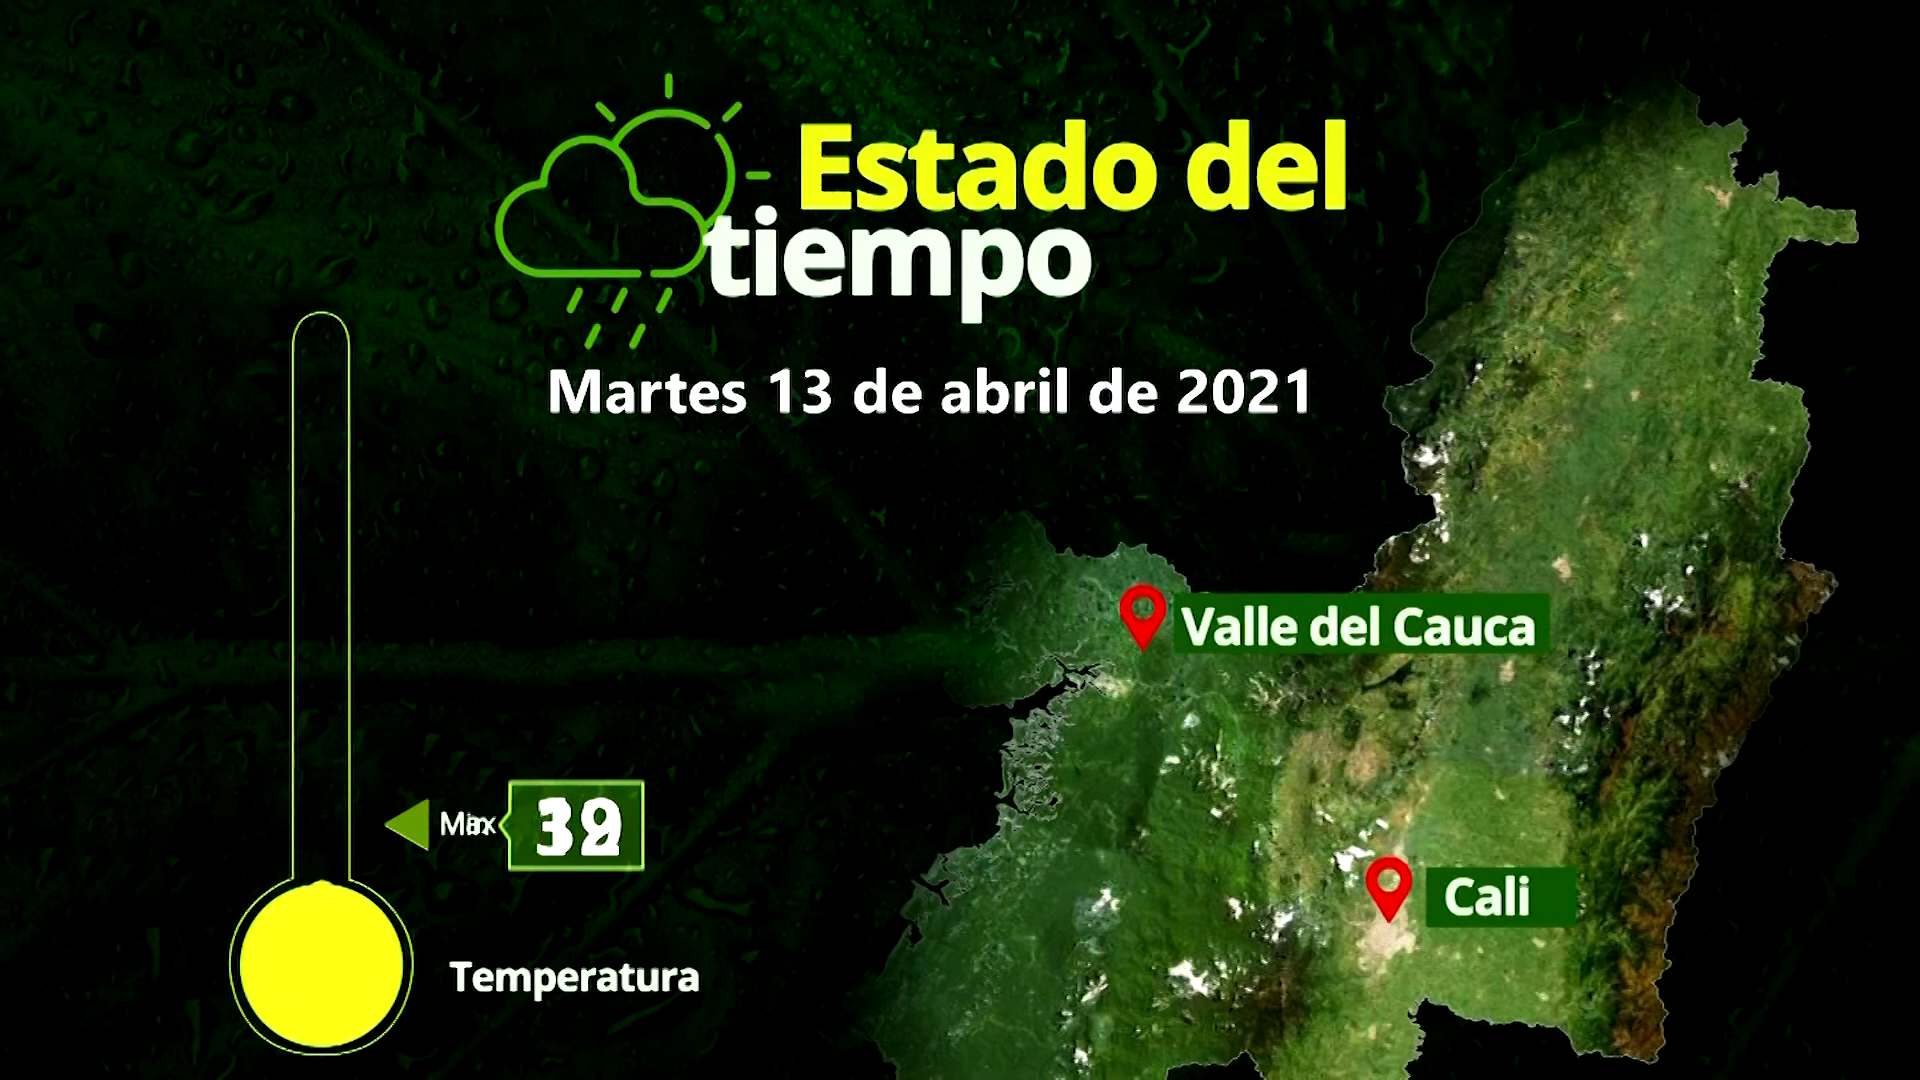 Estado del
tiempo
Martes 13 de abril de 2021
Valle del Cauca
Cali
Temperatura